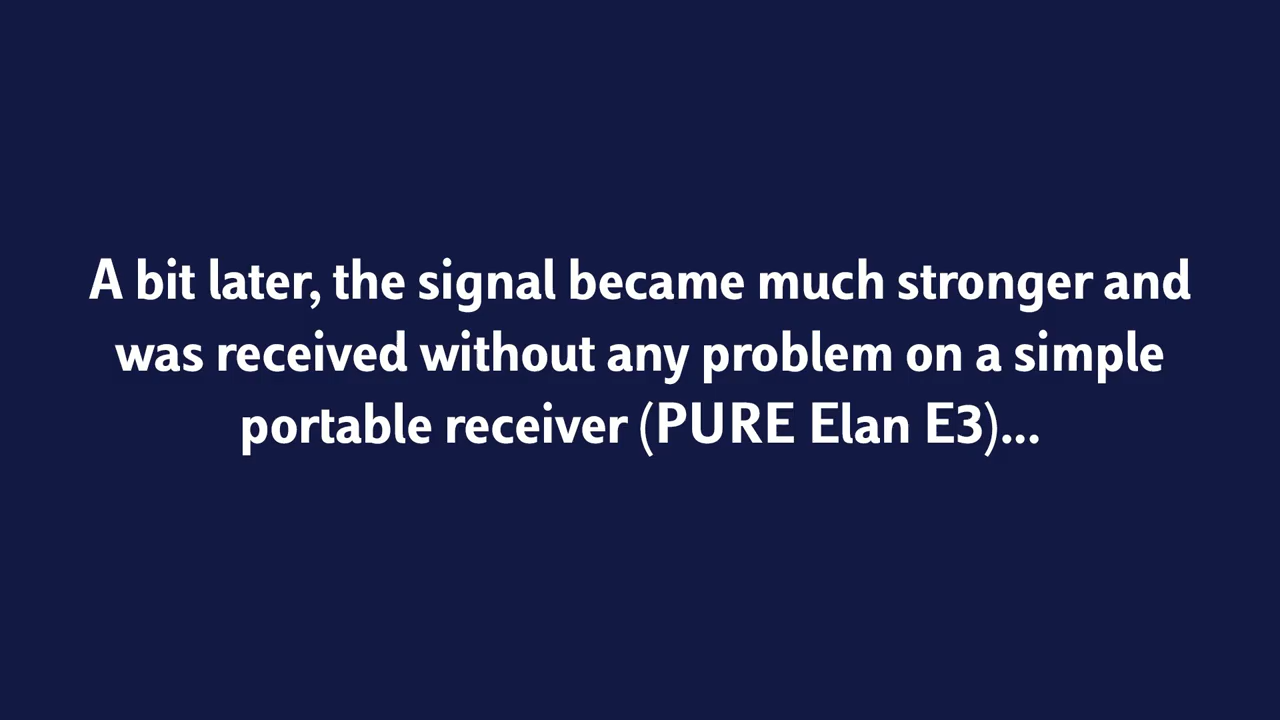 A bit later, the signal became much stronger and
was received without any problem on a simple
portable receiver (PURE Elan E3)...